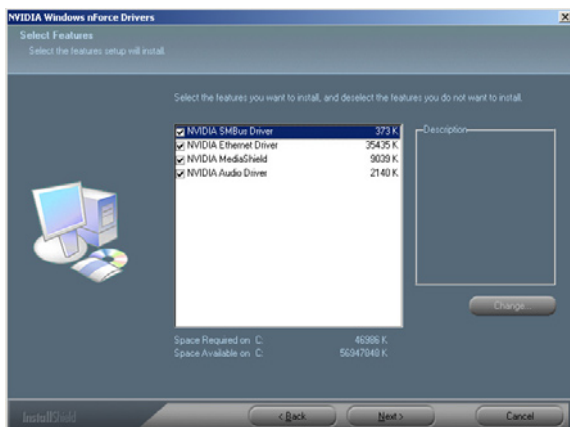 NVIDIA Windows nForce Drivers
Select Features
Select the features setup will install.
Select the features you want to install, and deselect the features you do not want to install.
NVIDIA SMBus Driver 373 K
NVIDIA Ethernet Driver 35435 K
NVIDIA MediaShield 9039 K
NVIDIA Audio Driver 2140 K
Description
Change...
Space Required on C: 46986 K
Space Available on C: 56947848 K
InstallShield
< Back
Next >
Cancel